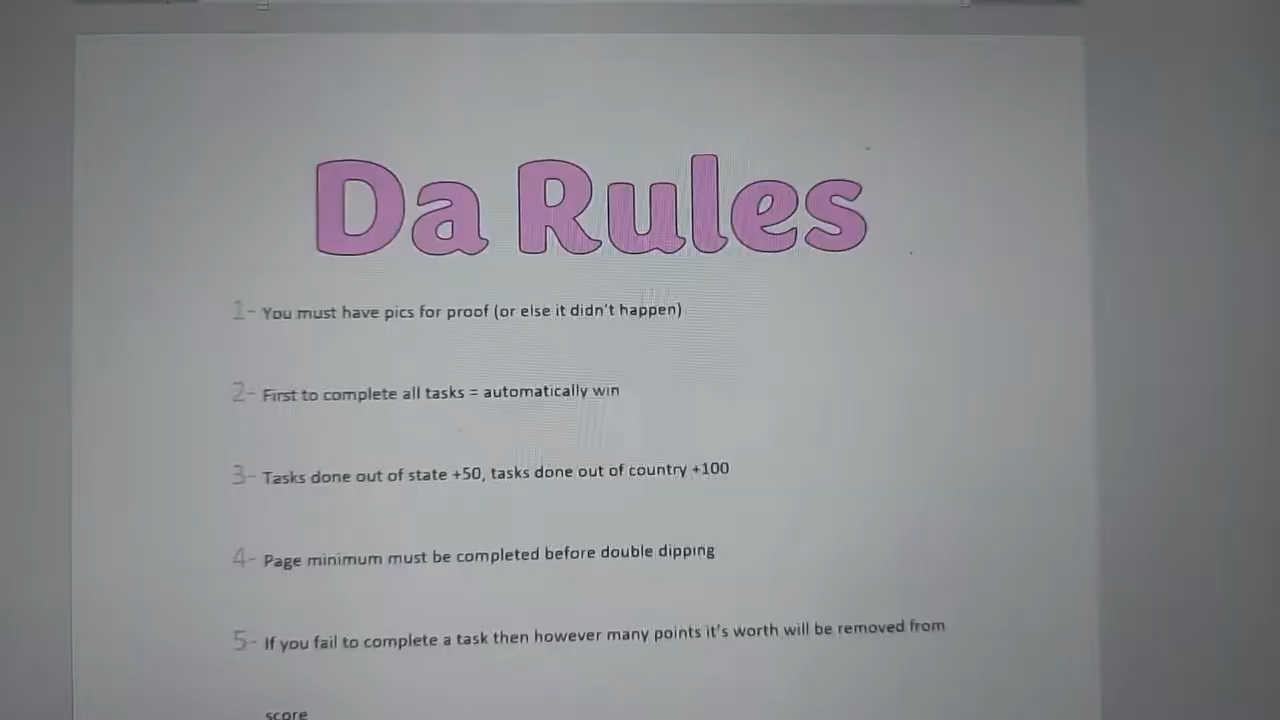 Da Rules
1- You must have pics for proof (or else it didn't happen)
2- First to complete all tasks = automatically win
3- Tasks done out of state +50, tasks done out of country +100
4- Page minimum must be completed before double dipping
5- If you fail to complete a task then however many points it's worth will be removed from
score